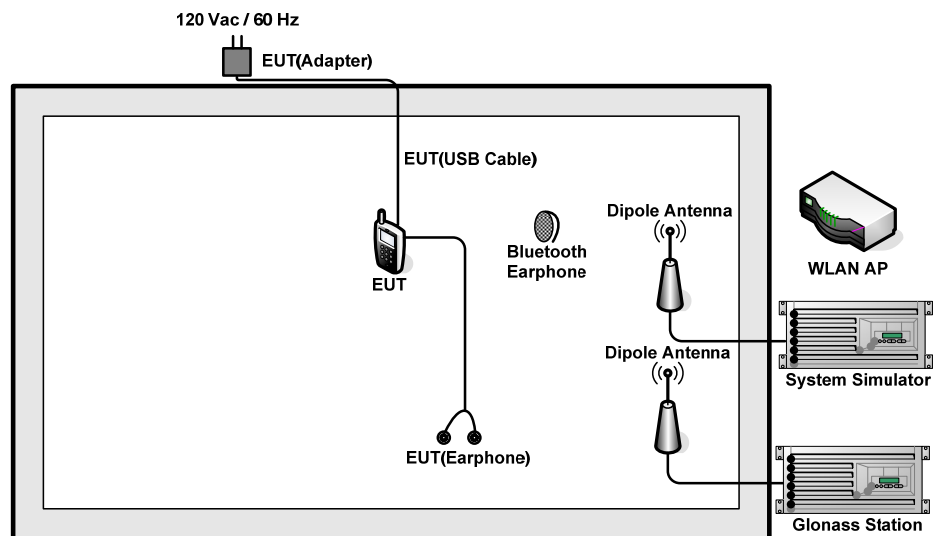 120 Vac / 60 Hz
EUT(Adapter)
EUT(USB Cable)
Dipole Antenna
Bluetooth
Earphone
WLAN AP
EUT
Dipole Antenna
System Simulator
EUT(Earphone)
Glonass Station